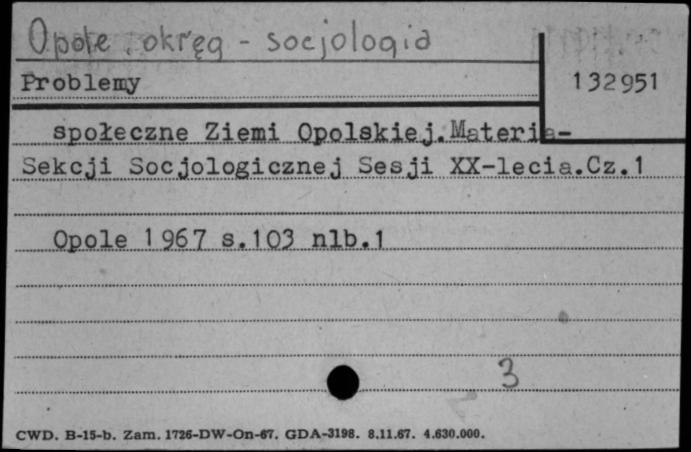 Opole, okręg - socjologia
Problemy
132951
społeczne Ziemi Opolskiej.Materia-
Sekcji Socjologicznej Sesji XX-lecia.Cz.1
Opole 1967 s.103 nlb.1
3
CWD. B-15-b. Zam. 1726-DW-On-67. GDA-3198. 8.11.67. 4.630.000.